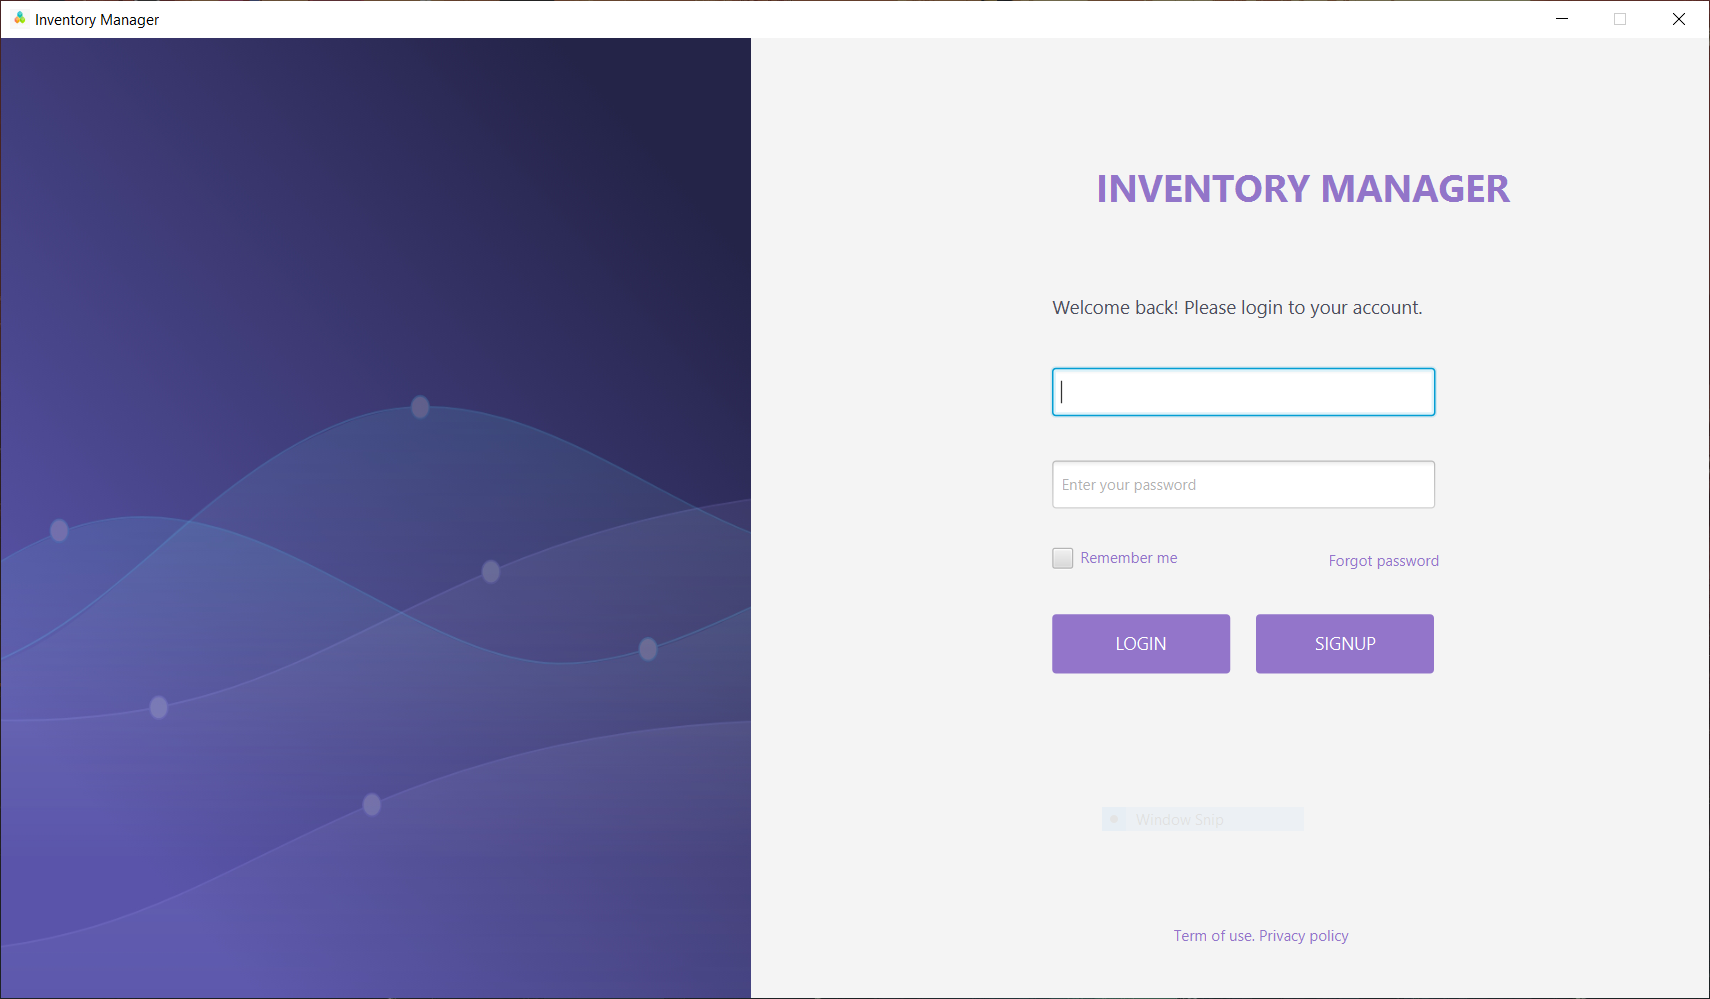 Inventory Manager
INVENTORY MANAGER
Welcome back! Please login to your account.
Enter your password
Remember me
Forgot password
LOGIN
SIGNUP
Window Snip
Term of use. Privacy policy